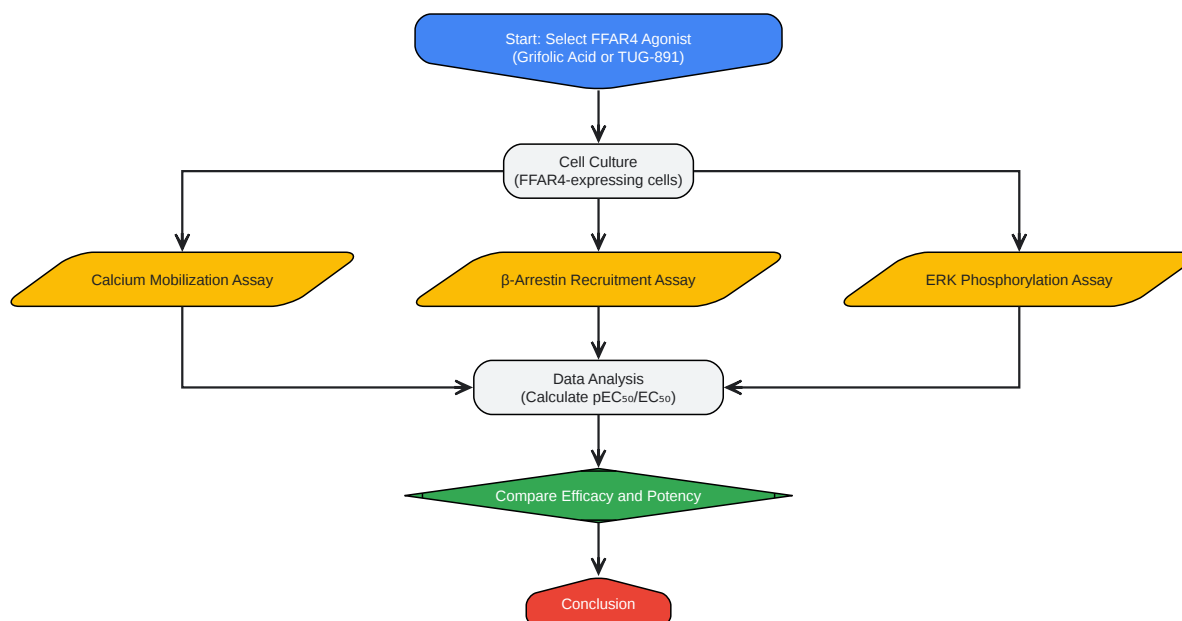 Start: Select FFAR4 Agonist
(Grifolic Acid or TUG-891)
Cell Culture
(FFAR4-expressing cells)
Calcium Mobilization Assay
β-Arrestin Recruitment Assay
ERK Phosphorylation Assay
Data Analysis
(Calculate pEC₅₀/EC₅₀)
Compare Efficacy and Potency
Conclusion